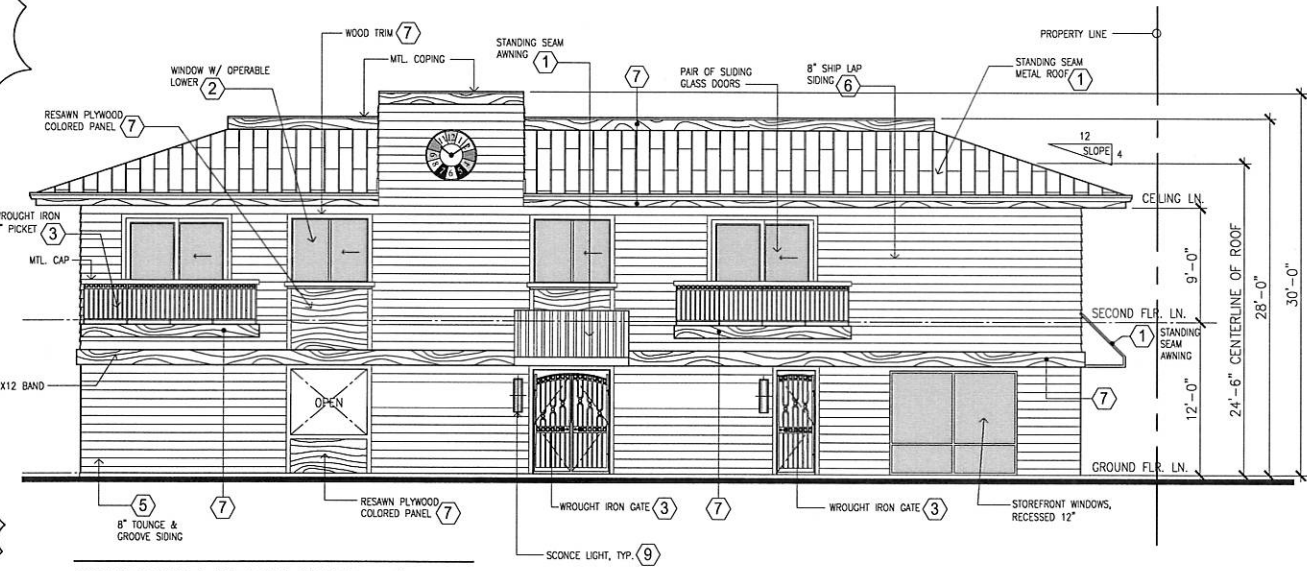 WOOD TRIM 7
MTL. COPING
STANDING SEAM
AWNING 1
WINDOW W/ OPERABLE
LOWER 2
7
PAIR OF SLIDING
GLASS DOORS
8" SHIP LAP
SIDING 6
PROPERTY LINE
STANDING SEAM
METAL ROOF 1
RESAWN PLYWOOD
COLORED PANEL 7
12
SLOPE 4
CEILING LN.
WROUGHT IRON
PICKET 3
MTL. CAP
9'-0"
24'-6" CENTERLINE OF ROOF
28'-0"
30'-0"
SECOND FLR. LN.
1 STANDING
SEAM
AWNING
X12 BAND
OPEN
7
12'-0"
GROUND FLR. LN.
5
8" TOUNGE &
GROOVE SIDING
7
RESAWN PLYWOOD
COLORED PANEL 7
WROUGHT IRON GATE 3
7
WROUGHT IRON GATE 3
STOREFRONT WINDOWS,
RECESSED 12"
SCONCE LIGHT, TYP. 9